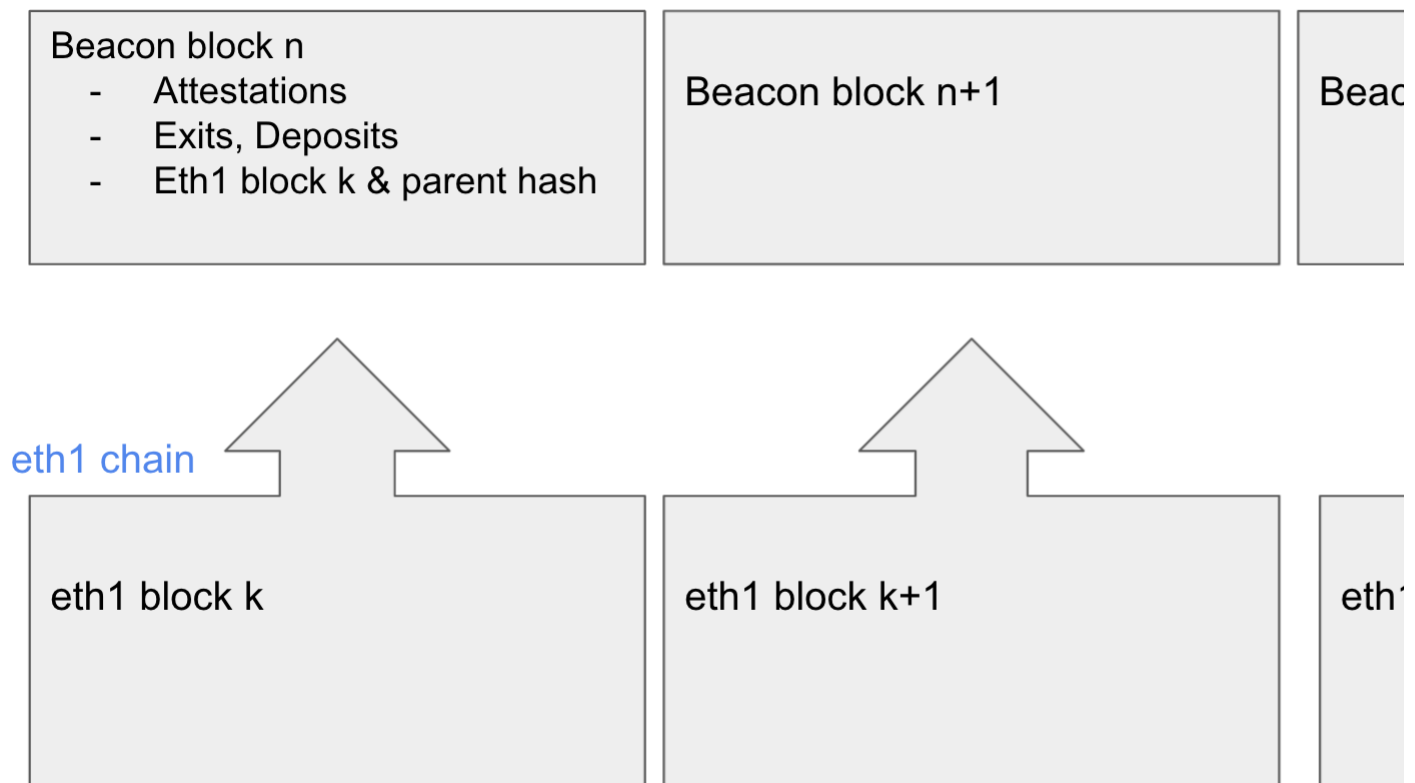 Beacon block n
- Attestations
- Exits, Deposits
- Eth1 block k & parent hash
Beacon block n+1
eth1 chain
eth1 block k
eth1 block k+1